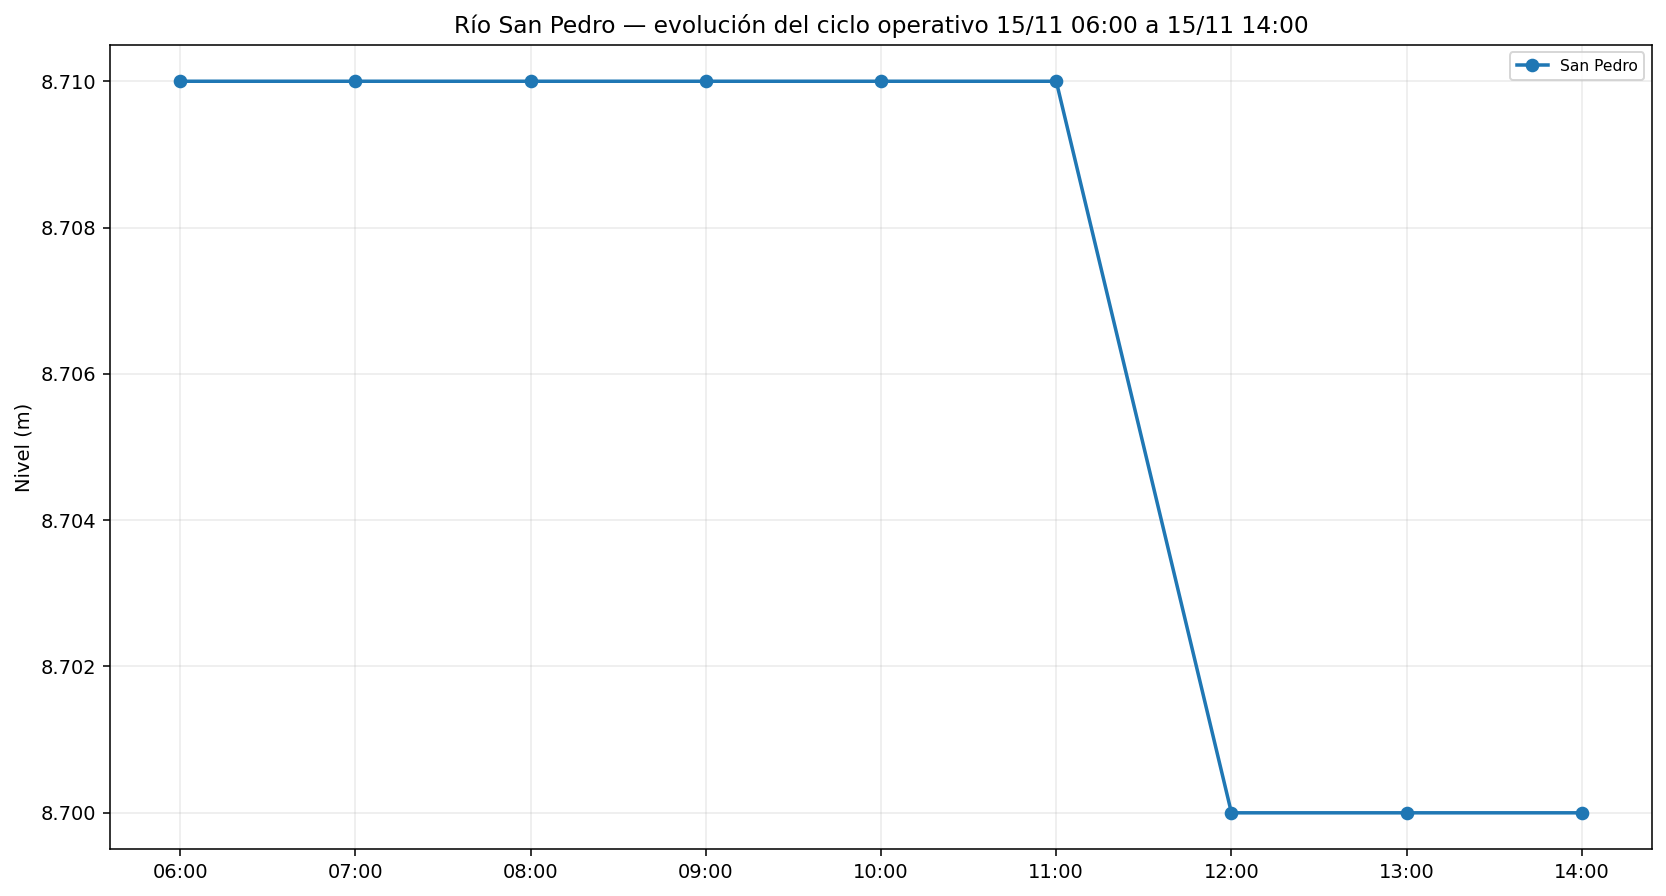 Río San Pedro — evolución del ciclo operativo 15/11 06:00 a 15/11 14:00
San Pedro
Nivel (m)
8.710
8.708
8.706
8.704
8.702
8.700
06:00 07:00 08:00 09:00 10:00 11:00 12:00 13:00 14:00